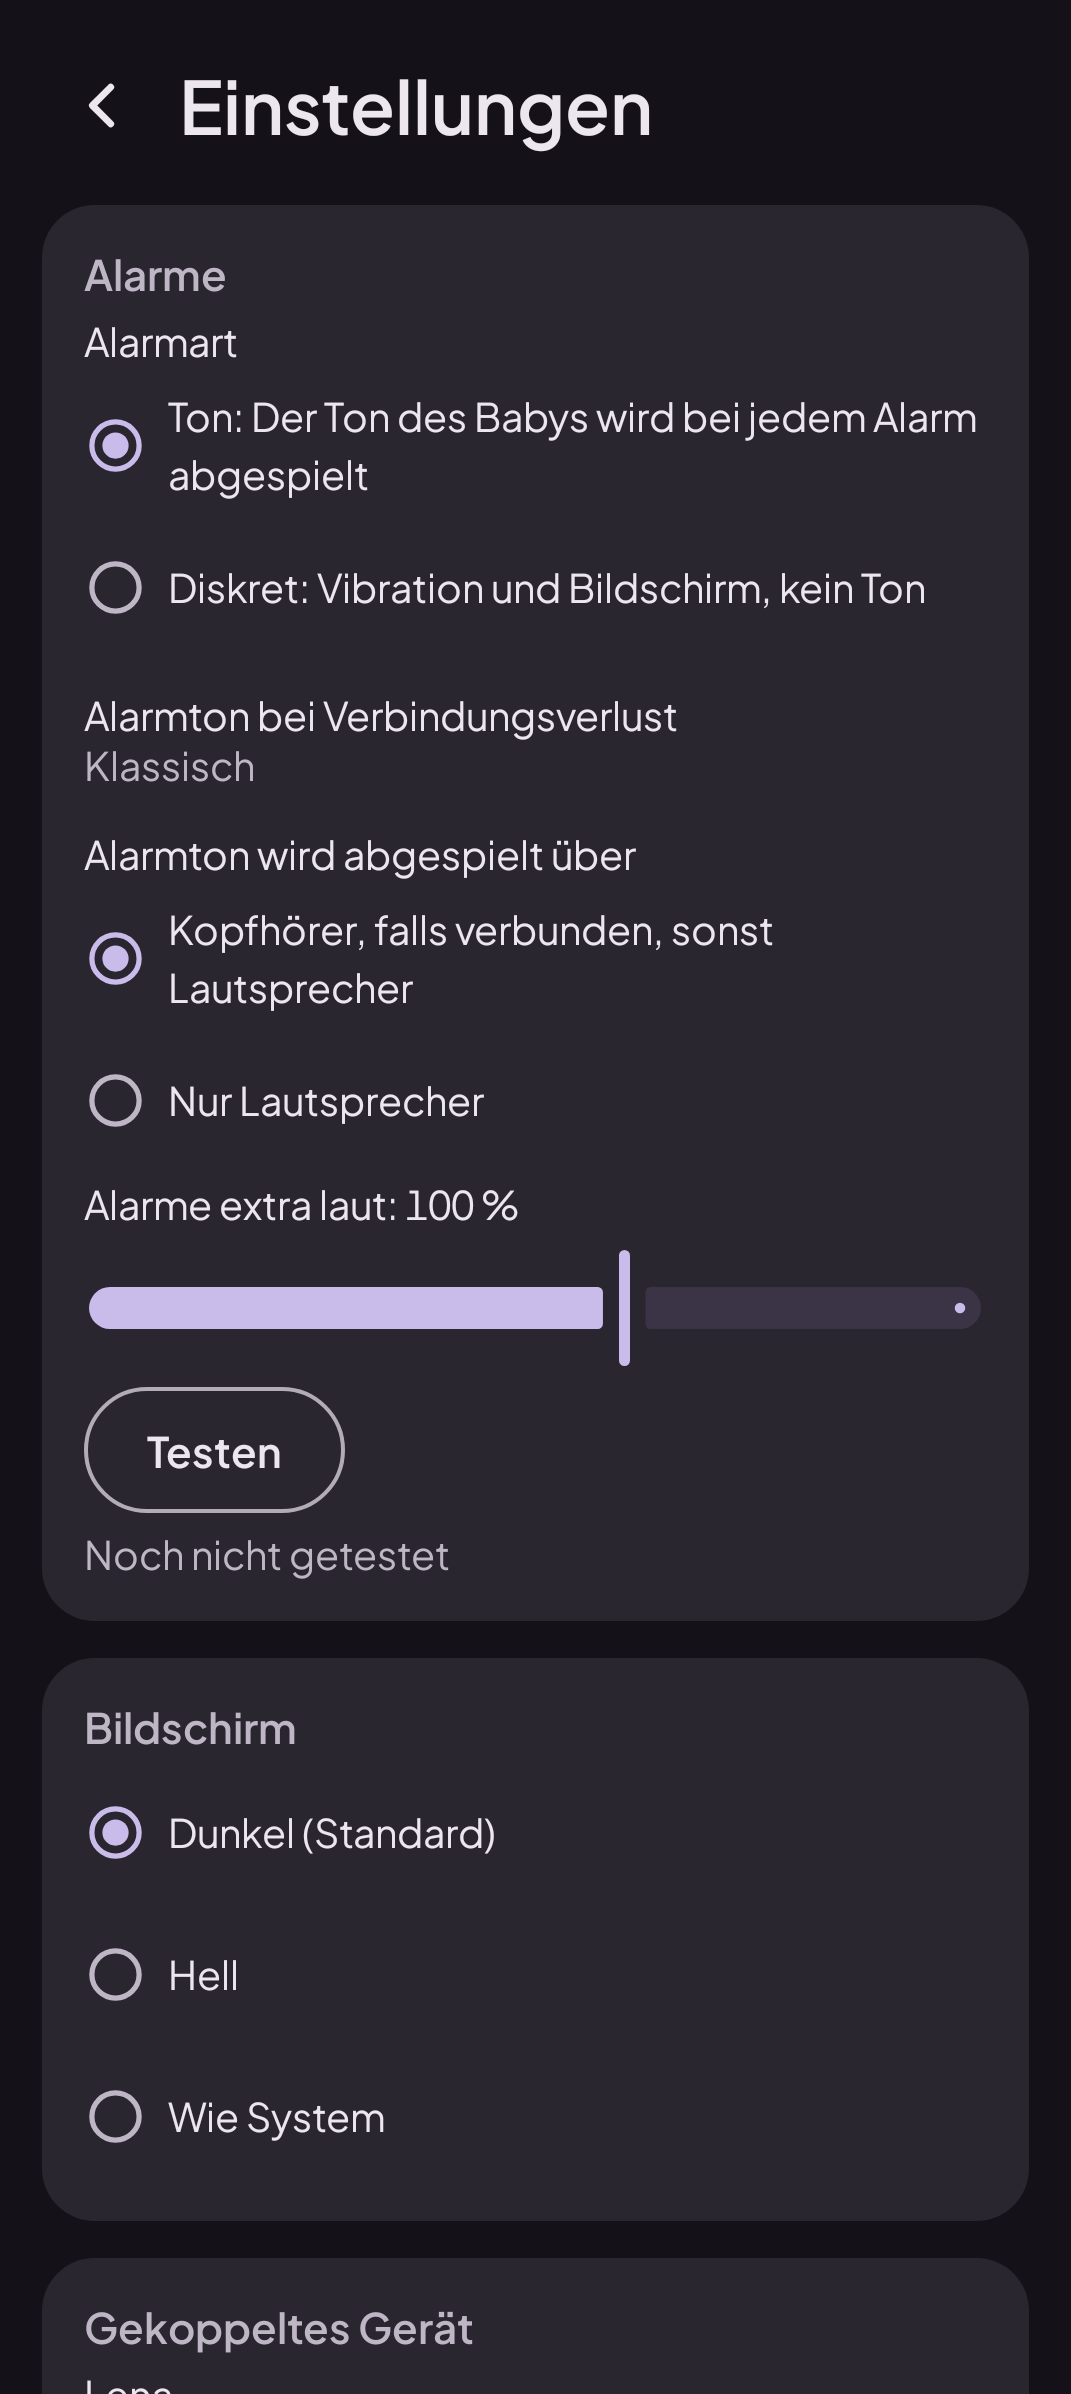 Einstellungen
Alarme
Alarmart
Ton: Der Ton des Babys wird bei jedem Alarm
abgespielt
Diskret: Vibration und Bildschirm, kein Ton
Alarmton bei Verbindungsverlust
Klassisch
Alarmton wird abgespielt über
Kopfhörer, falls verbunden, sonst
Lautsprecher
Nur Lautsprecher
Alarme extra laut: 100 %
Testen
Noch nicht getestet
Bildschirm
Dunkel (Standard)
Hell
Wie System
Gekoppeltes Gerät